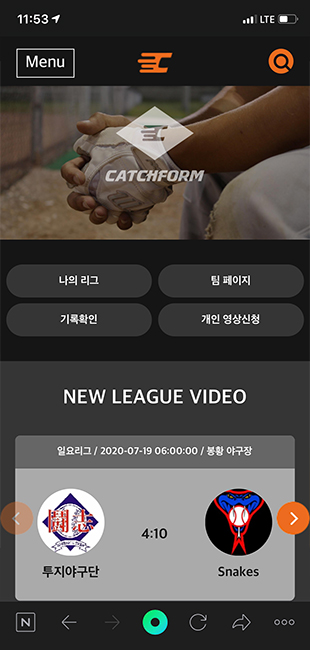 11:53
LTE
Menu
CATCHFORM
나의 리그
팀 페이지
기록확인
개인 영상신청
NEW LEAGUE VIDEO
일요리그 / 2020-07-19 06:00:00 / 봉황 야구장
鬪志
4:10
투지야구단
Snakes
N